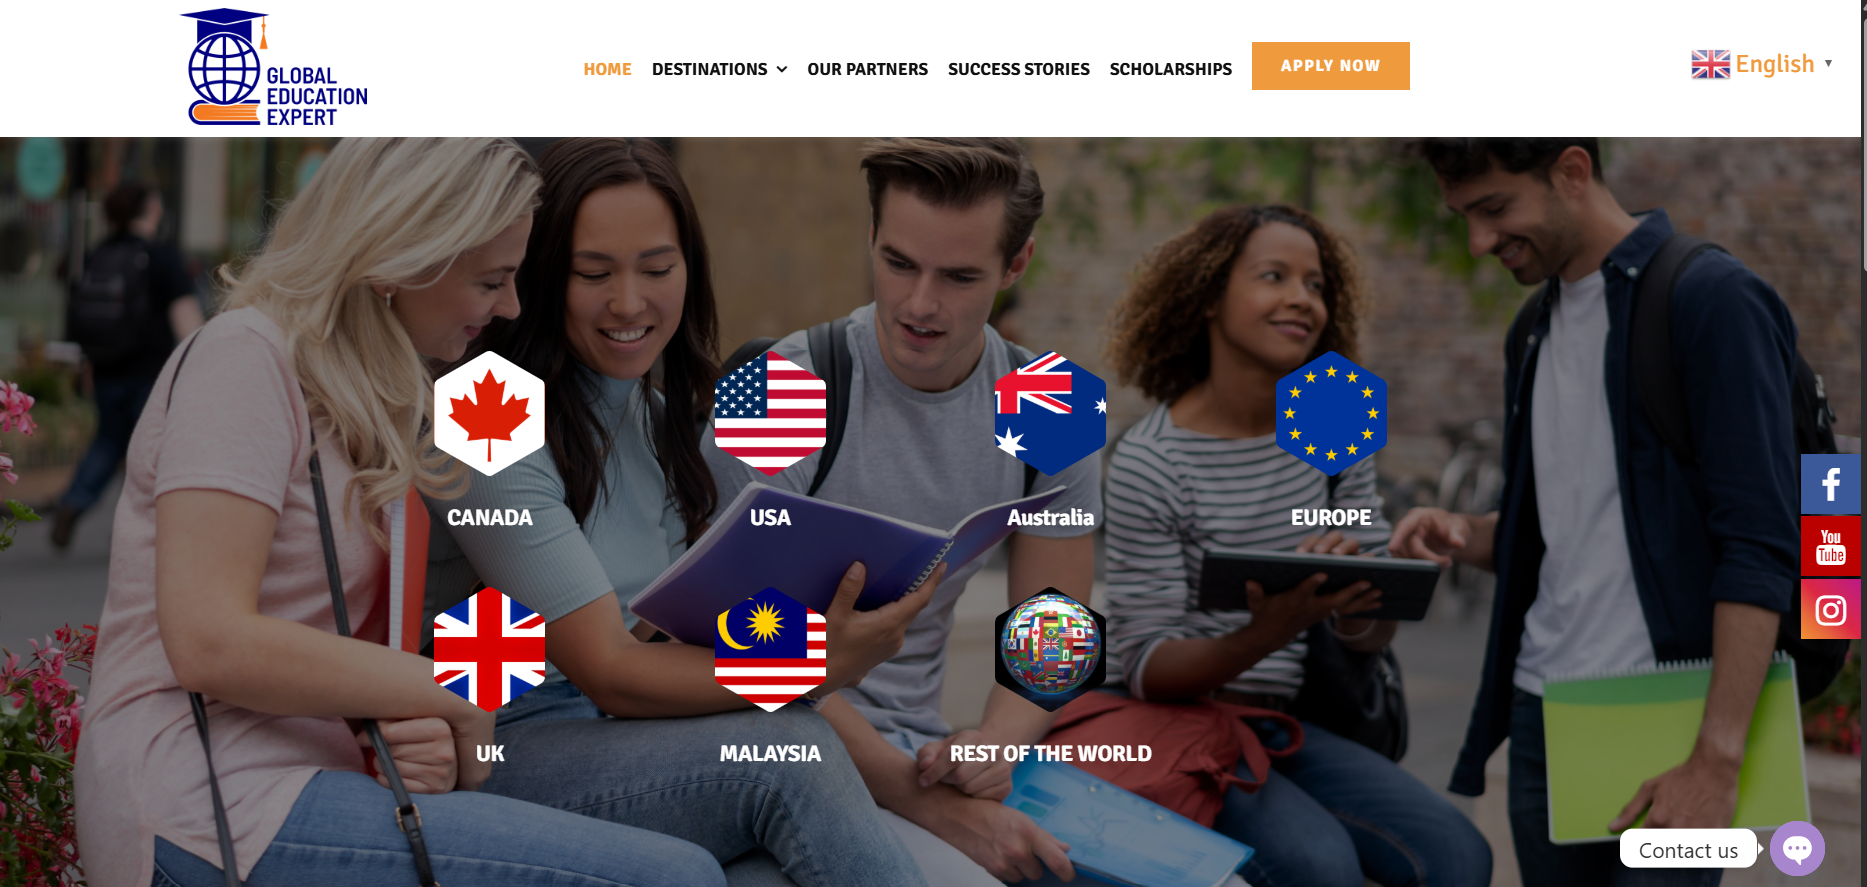 GLOBAL
EDUCATION
EXPERT
HOME DESTINATIONS OUR PARTNERS SUCCESS STORIES SCHOLARSHIPS APPLY NOW
English
CANADA USA Australia EUROPE
You
Tube
UK MALAYSIA REST OF THE WORLD
Contact us